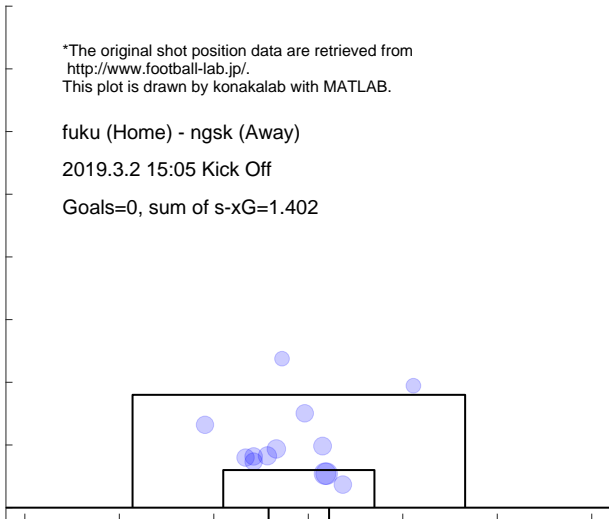 *The original shot position data are retrieved from
http://www.football-lab.jp/.
This plot is drawn by konakalab with MATLAB.
fuku (Home) - ngsk (Away)
2019.3.2 15:05 Kick Off
Goals=0, sum of s-xG=1.402